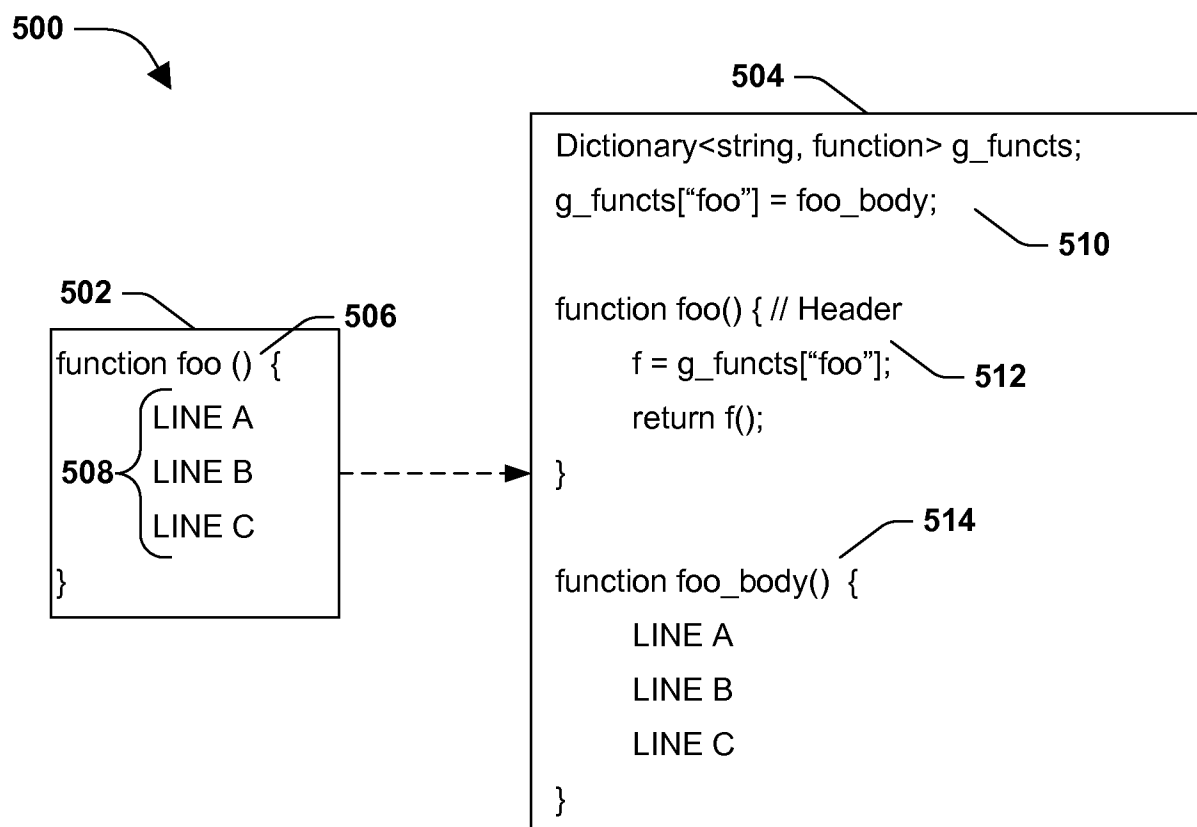 500
504
Dictionary<string, function> g_functs;
g_functs[“foo”] = foo_body;
510
502
506
function foo () {
LINE A
508 LINE B
LINE C
}
function foo() { // Header
f = g_functs[“foo”];
512
return f();
}
514
function foo_body() {
LINE A
LINE B
LINE C
}